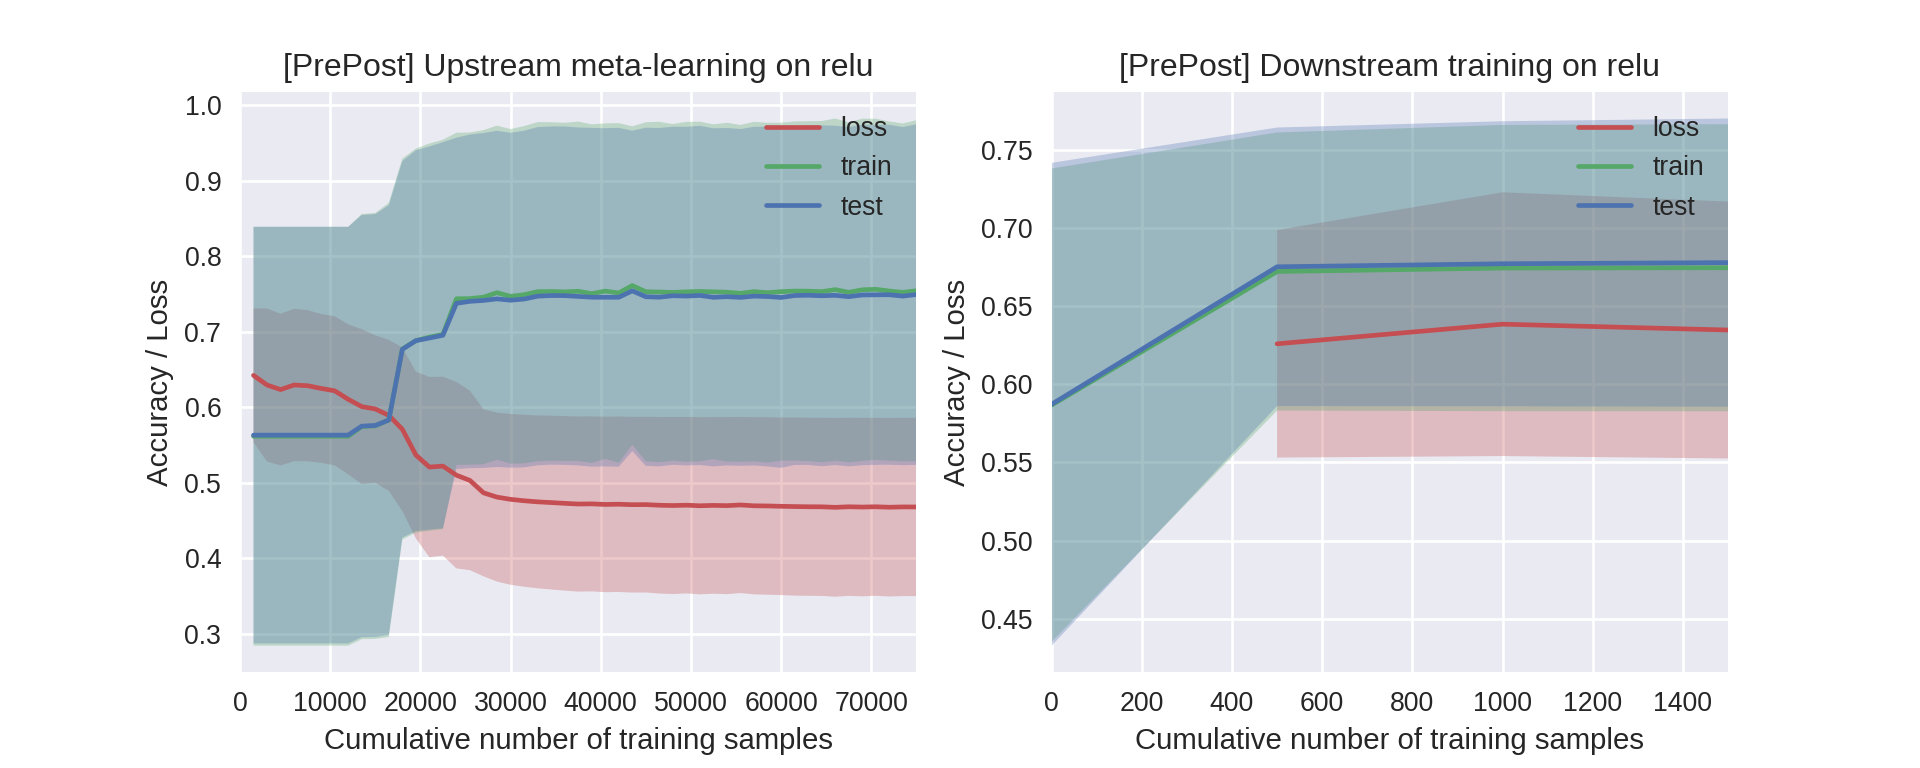 [PrePost] Upstream meta-learning on relu
1.0
0.9
0.8
0.7
0.6
0.5
0.4
0.3
Accuracy / Loss
loss
train
test
0 10000 20000 30000 40000 50000 60000 70000
Cumulative number of training samples
[PrePost] Downstream training on relu
0.75
0.70
0.65
0.60
0.55
0.50
0.45
Accuracy / Loss
loss
train
test
0 200 400 600 800 1000 1200 1400
Cumulative number of training samples